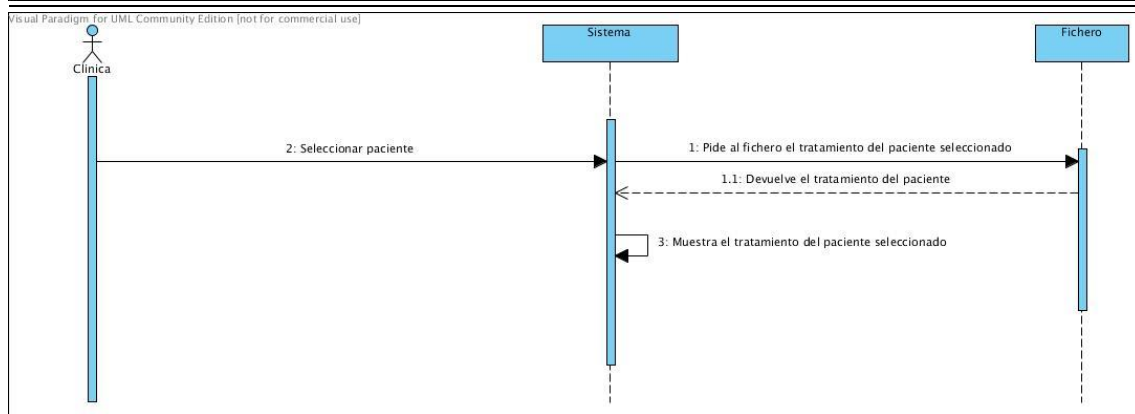 Visual Paradigm for UML Community Edition [not for commercial use]
Sistema
Fichero
Clinica
2: Seleccionar paciente
1: Pide al fichero el tratamiento del paciente seleccionado
1.1: Devuelve el tratamiento del paciente
3: Muestra el tratamiento del paciente seleccionado